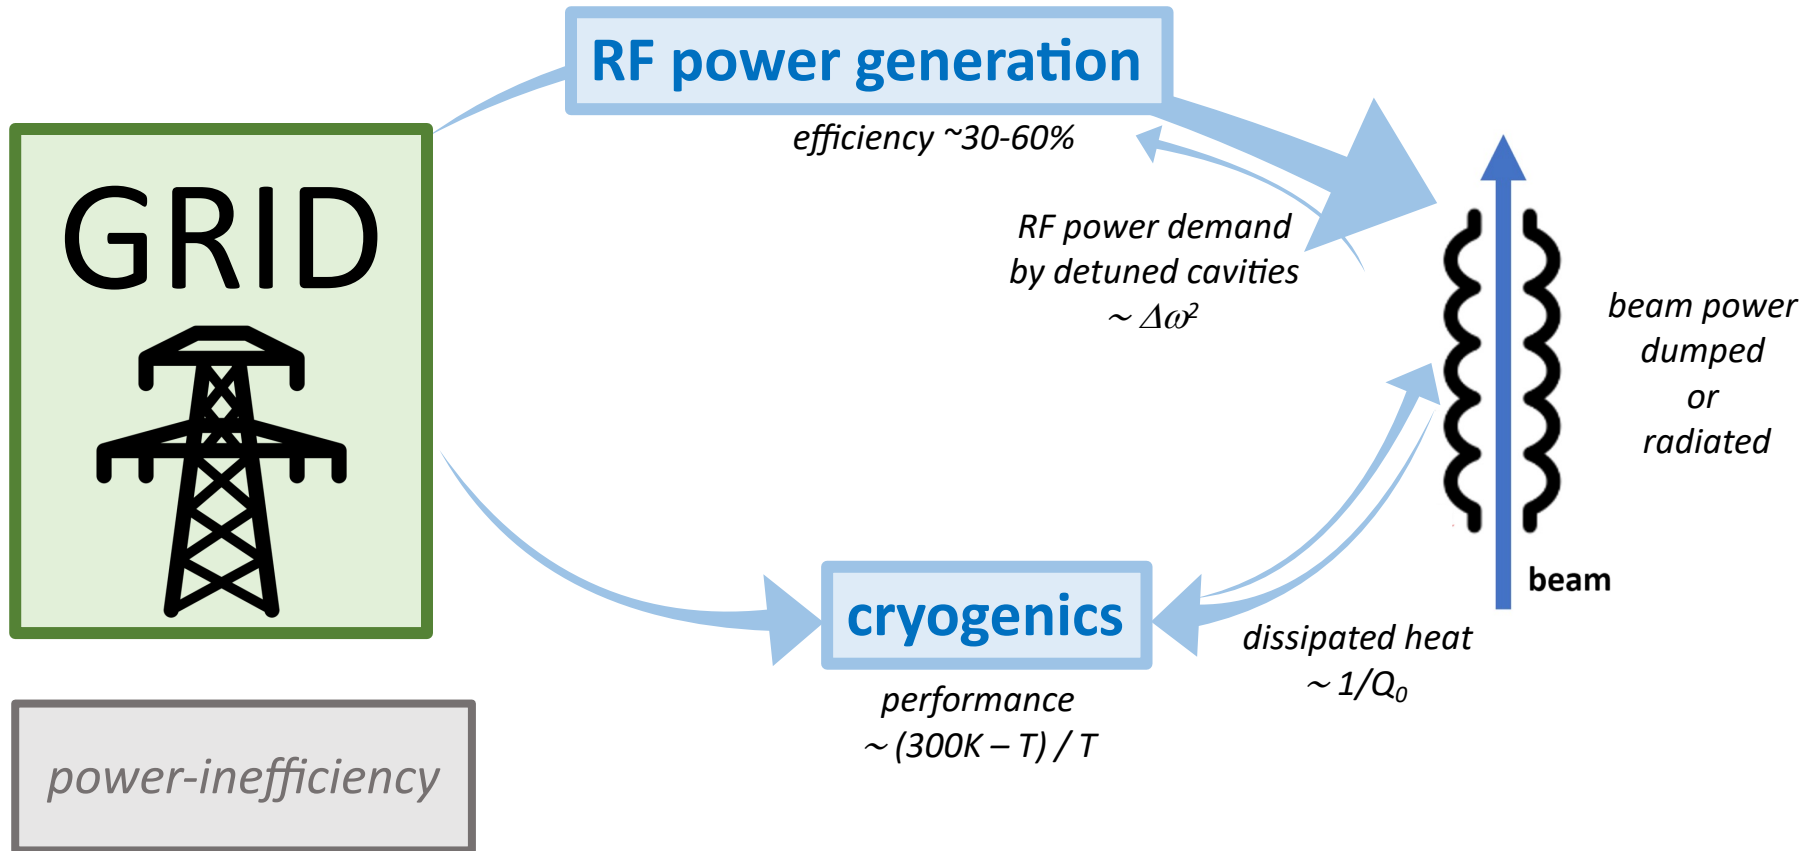 RF power generation
efficiency ~30-60%
GRID
RF power demand
by detuned cavities
~ Δω²
beam power
dumped
or
radiated
beam
cryogenics
dissipated heat
~ 1/Q₀
performance
~ (300K – T) / T
power-inefficiency